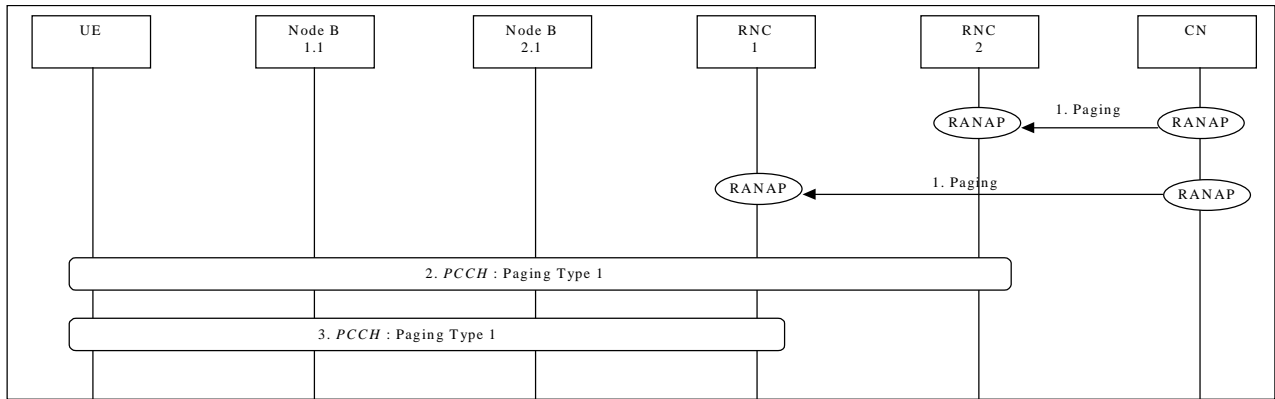 UE
Node B
1.1
Node B
2.1
RNC
1
RNC
2
CN
1. Paging
RANAP
RANAP
1. Paging
RANAP
RANAP
2. PCCH : Paging Type 1
3. PCCH : Paging Type 1